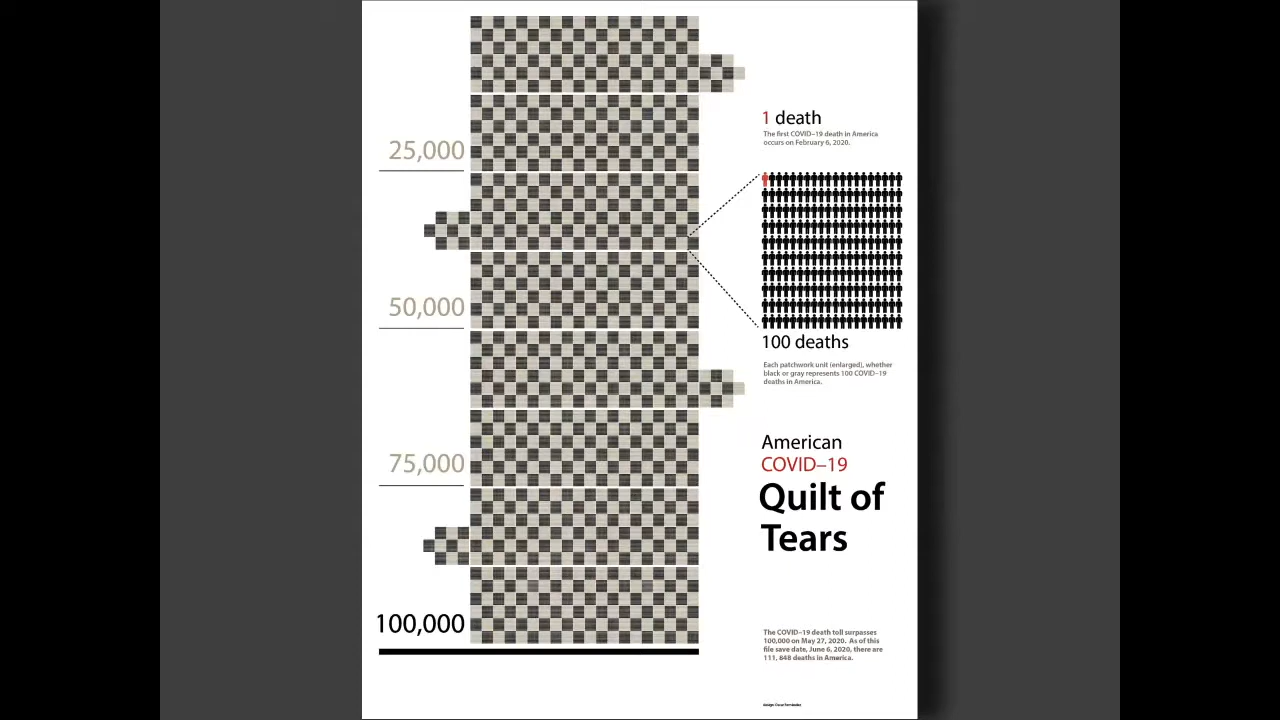 25,000
50,000
75,000
100,000
1 death
The first COVID–19 death in America
occurs on February 6, 2020.
100 deaths
Each patchwork unit (enlarged), whether
black or gray represents 100 COVID–19
deaths in America.
American
COVID–19
Quilt of
Tears
The COVID–19 death toll surpasses
100,000 on May 27, 2020. As of this
file save date, June 6, 2020, there are
111, 848 deaths in America.
design: Oscar Fernández